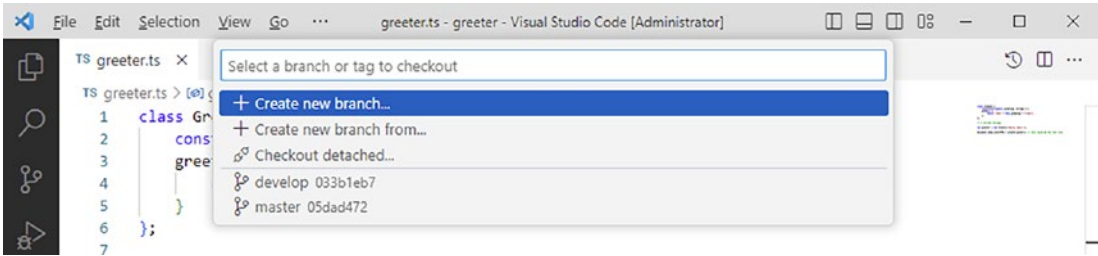 File Edit Selection View Go ··· greeter.ts - greeter - Visual Studio Code [Administrator]
TS greeter.ts ×
Select a branch or tag to checkout
TS greeter.ts >
+ Create new branch...
+ Create new branch from...
Checkout detached...
develop 033b1eb7
master 05dad472
1 class Gr
2 cons
3 gree
4
5 }
6 };
7